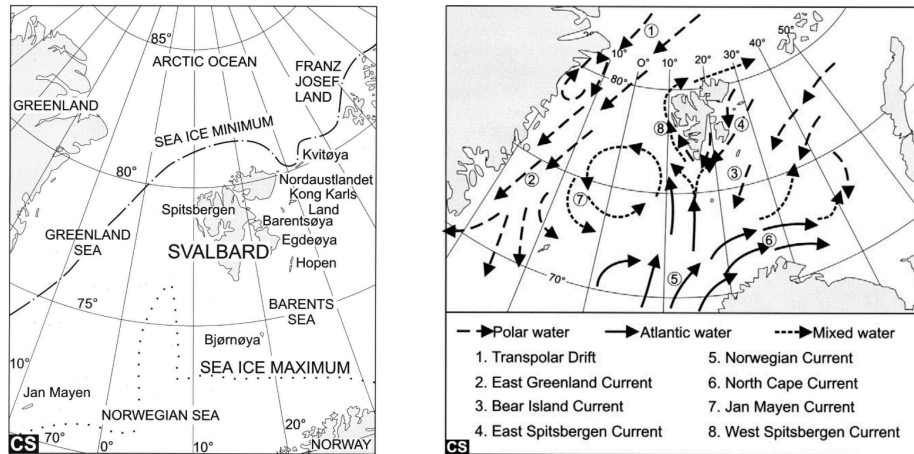 85°
ARCTIC OCEAN
FRANZ
JOSEF
LAND
GREENLAND
SEA ICE MINIMUM
Kvitøya
80°
Nordaustlandet
Kong Karls
Land
Spitsbergen
Barentsøya
GREENLAND
SEA
SVALBARD
Egdeøya
Hopen
75°
BARENTS
SEA
Bjørnøya
10°
SEA ICE MAXIMUM
Jan Mayen
NORWEGIAN SEA
20°
CS
70°
0°
10°
NORWAY
1
10°
0°
10°
20°
30°
40°
50°
80°
8
4
3
2
7
6
70°
5
Polar water
Atlantic water
Mixed water
1. Transpolar Drift
2. East Greenland Current
3. Bear Island Current
4. East Spitsbergen Current
5. Norwegian Current
6. North Cape Current
7. Jan Mayen Current
8. West Spitsbergen Current
CS